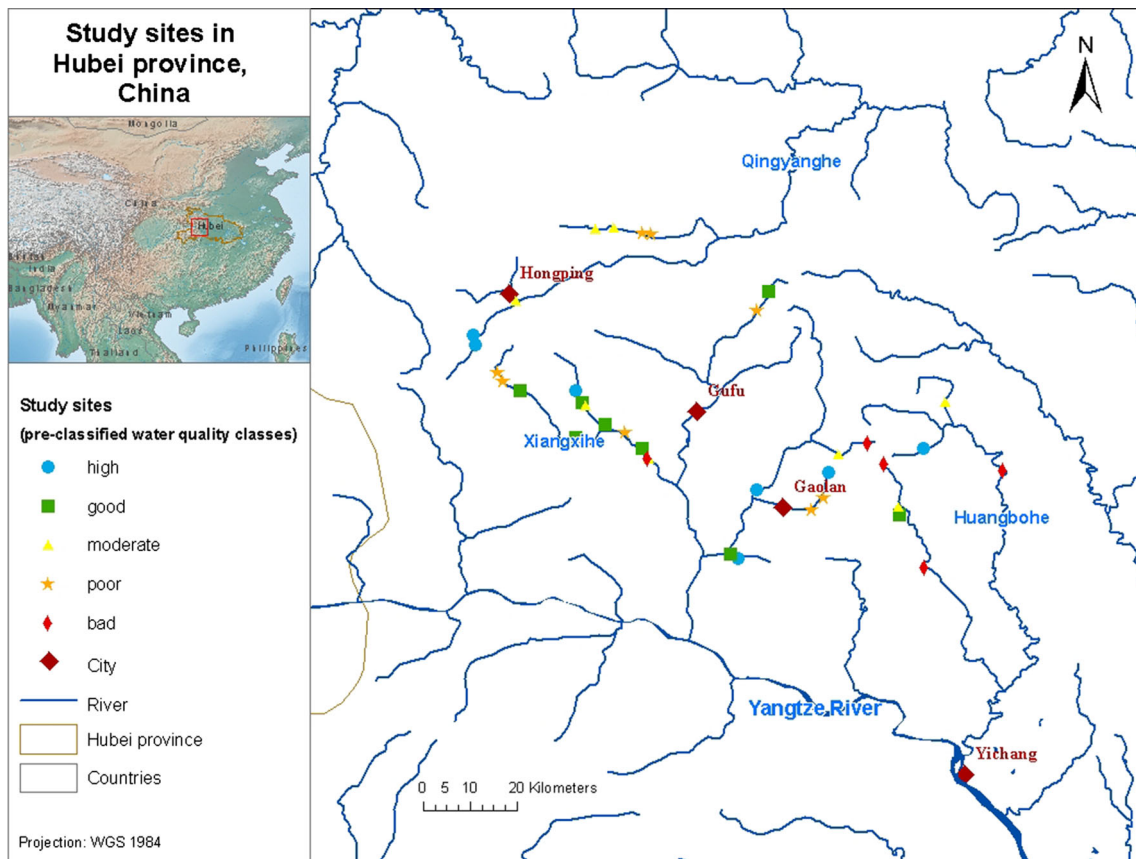 Study sites in
Hubei province,
China
Mongolia
China
Hubei
Bhutan
India
Bangladesh
Myanmar
Vietnam
Laos
Thailand
Philippines
Study sites
(pre-classified water quality classes)
high
good
moderate
poor
bad
City
River
Hubei province
Countries
Projection: WGS 1984
N
Qingyanghe
Hongping
Gufu
Xiangxihe
Gaolan
Huangbohe
Yangtze River
Yichang
0 5 10 20 Kilometers